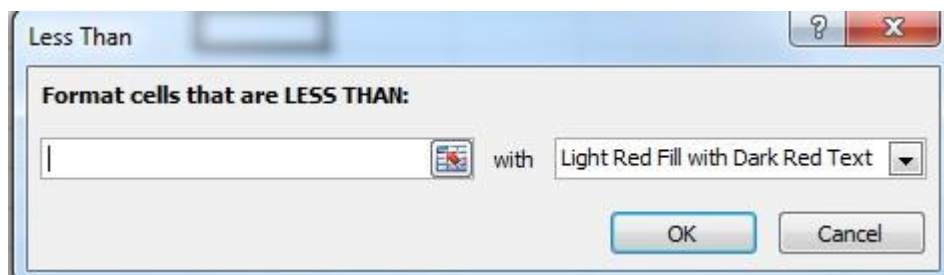 Less Than
?
X
Format cells that are LESS THAN:
with Light Red Fill with Dark Red Text
OK Cancel